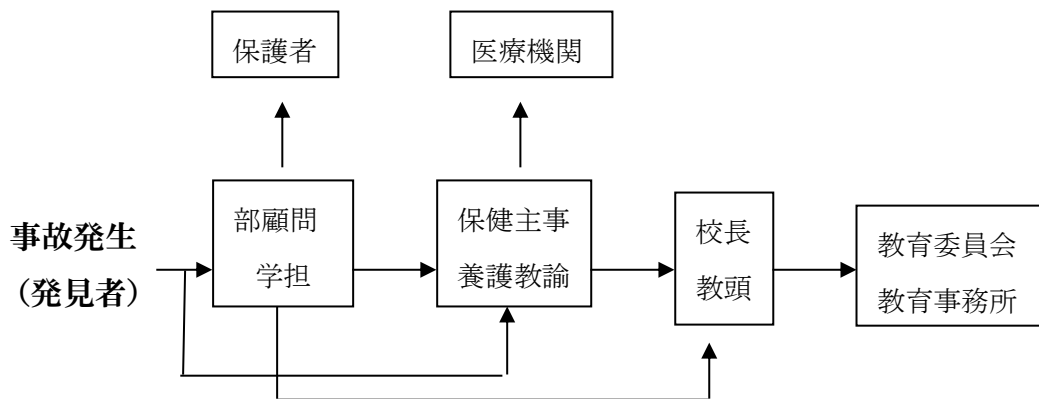 保護者
医療機関
事故発生
（発見者）
部顧問
学担
保健主事
養護教諭
校長
教頭
教育委員会
教育事務所